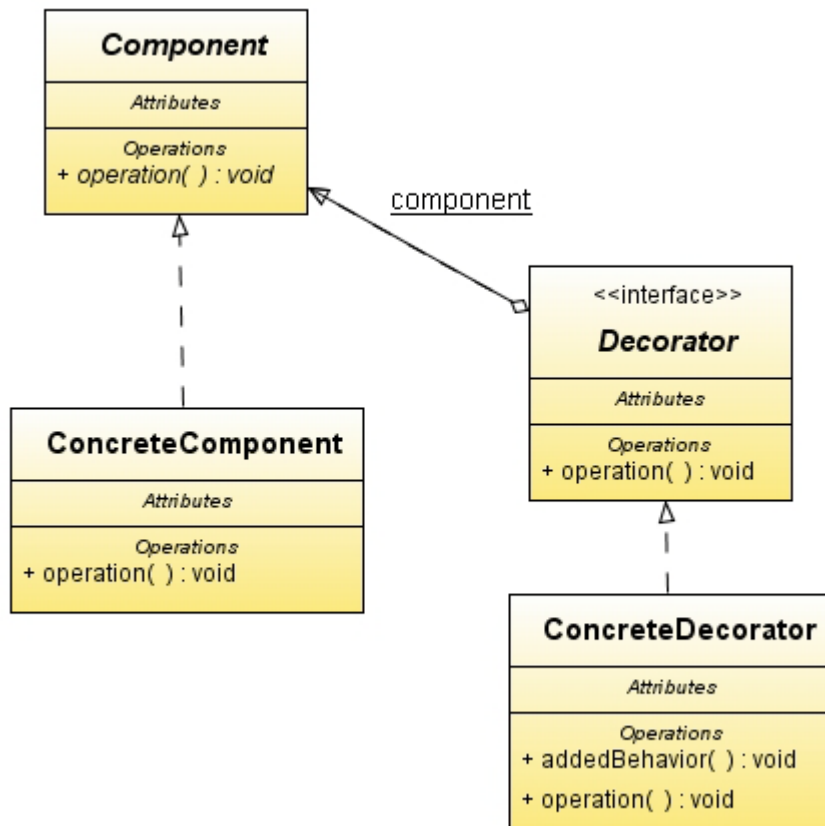 Component
Attributes
Operations
+ operation( ) : void
component
<<interface>>
Decorator
Attributes
Operations
+ operation( ) : void
ConcreteComponent
Attributes
Operations
+ operation( ) : void
ConcreteDecorator
Attributes
Operations
+ addedBehavior( ) : void
+ operation( ) : void